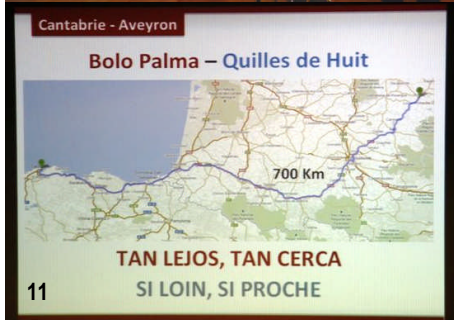 Cantabrie - Aveyron
Bolo Palma – Quilles de Huit
700 Km
TAN LEJOS, TAN CERCA
SI LOIN, SI PROCHE
11